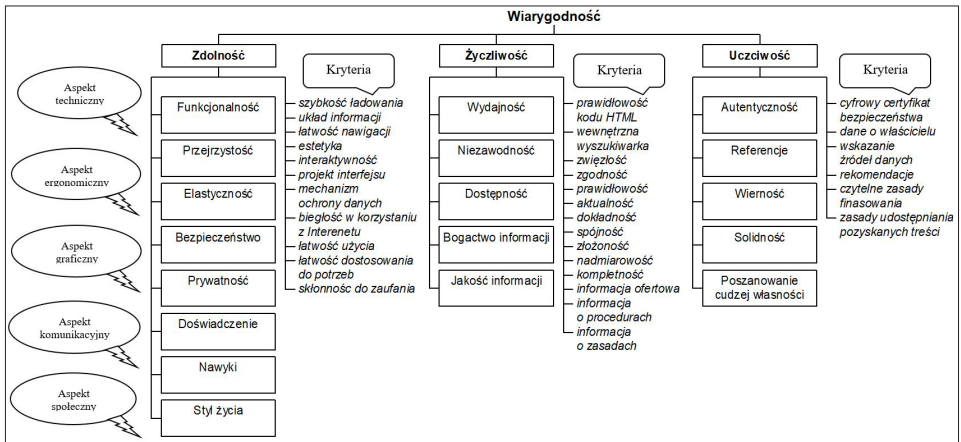 Wiarygodność
Zdolność
Kryteria
Życzliwość
Kryteria
Uczciwość
Kryteria
Aspekt
techniczny
Aspekt
ergonomiczny
Aspekt
graficzny
Aspekt
komunikacyjny
Aspekt
społeczny
Funkcjonalność
Przejrzystość
Elastyczność
Bezpieczeństwo
Prywatność
Doświadczenie
Nawyki
Styl życia
szybkość ładowania
układ informacji
łatwość nawigacji
estetyka
interaktywność
projekt interfejsu
mechanizm
ochrony danych
biegłość w korzystaniu
z Interenetu
łatwość użycia
łatwość dostosowania
do potrzeb
skłonnośc do zaufania
Wydajność
Niezawodność
Dostępność
Bogactwo informacji
Jakość informacji
prawidłowość
kodu HTML
wewnętrzna
wyszukiwarka
zwięzłość
zgodność
prawidłowość
aktualność
dokładność
spójność
złożoność
nadmiarowość
kompletność
informacja ofertowa
informacja
o procedurach
informacja
o zasadach
Autentyczność
Referencje
Wierność
Solidność
Poszanowanie
cudzej własności
cyfrowy certyfikat
bezpieczeństwa
dane o właścicielu
wskazanie
źródeł danych
rekomendacje
czytelne zasady
finasowania
zasady udostępniania
pozyskanych treści